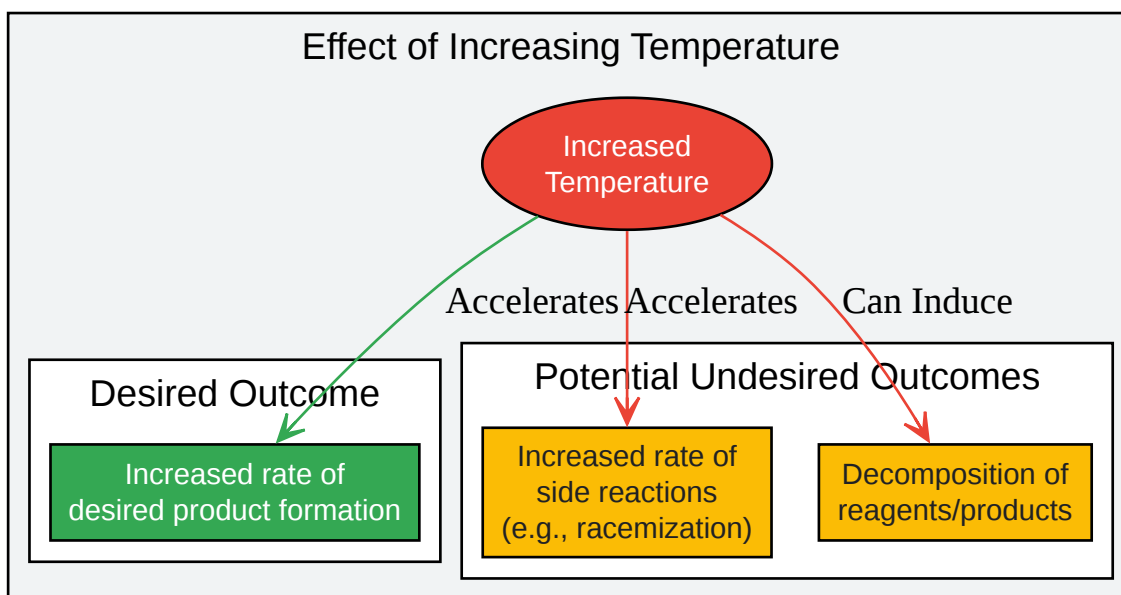 Effect of Increasing Temperature
Increased
Temperature
Accelerates
Accelerates
Can Induce
Desired Outcome
Increased rate of
desired product formation
Potential Undesired Outcomes
Increased rate of
side reactions
(e.g., racemization)
Decomposition of
reagents/products